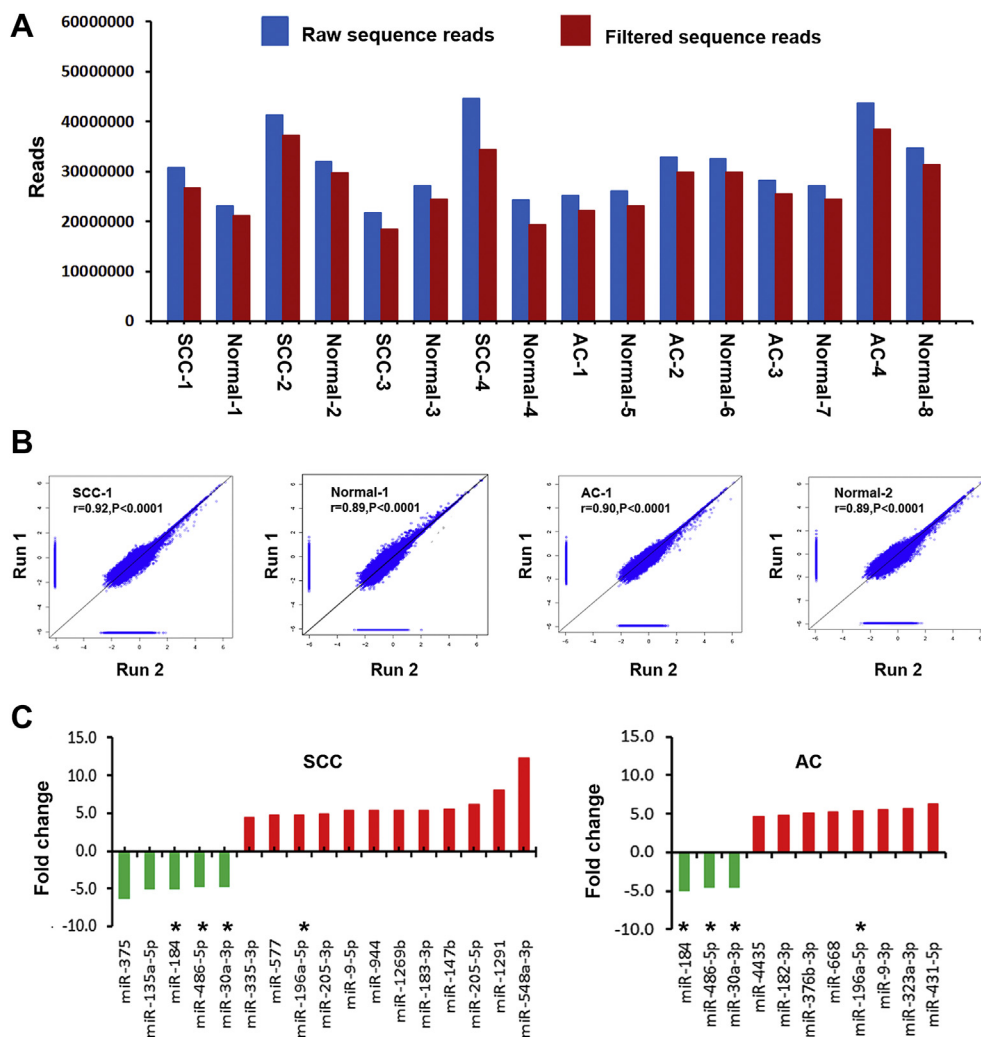 A
Raw sequence reads
Filtered sequence reads
60000000
50000000
40000000
30000000
20000000
10000000
0
Reads
SCC-1
Normal-1
SCC-2
Normal-2
SCC-3
Normal-3
SCC-4
Normal-4
AC-1
Normal-5
AC-2
Normal-6
AC-3
Normal-7
AC-4
Normal-8
B
SCC-1
r=0.92,P<0.0001
Run 1
Run 2
Normal-1
r=0.89,P<0.0001
Run 1
Run 2
AC-1
r=0.90,P<0.0001
Run 1
Run 2
Normal-2
r=0.89,P<0.0001
Run 1
Run 2
C
SCC
Fold change
15.0
10.0
5.0
0.0
-5.0
-10.0
* * * *
miR-375
miR-135a-5p
miR-184
miR-486-5p
miR-30a-3p
miR-335-3p
miR-577
miR-196a-5p
miR-205-3p
miR-9-5p
miR-944
miR-1269b
miR-183-3p
miR-147b
miR-205-5p
miR-1291
miR-548a-3p
AC
Fold change
15.0
10.0
5.0
0.0
-5.0
-10.0
* * * *
miR-184
miR-486-5p
miR-30a-3p
miR-4435
miR-182-3p
miR-376b-3p
miR-668
miR-196a-5p
miR-9-3p
miR-323a-3p
miR-431-5p